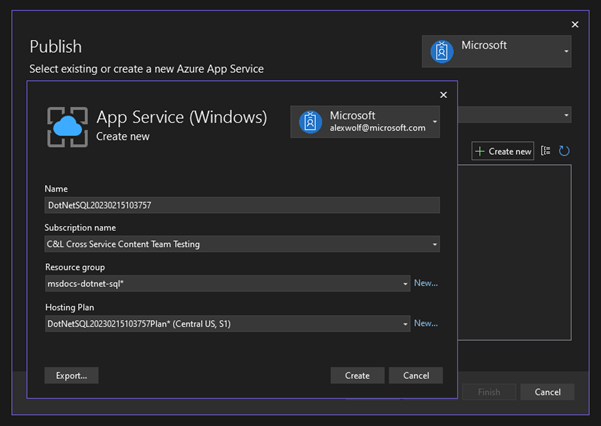 Publish
Select existing or create a new Azure App Service
Microsoft
App Service (Windows)
Create new
Microsoft
alexwolf@microsoft.com
Create new
Name
DotNetSQL20230215103757
Subscription name
C&L Cross Service Content Team Testing
Resource group
msdocs-dotnet-sql*
New...
Hosting Plan
DotNetSQL20230215103757Plan* (Central US, S1)
New...
Export...
Create
Cancel
Finish
Cancel